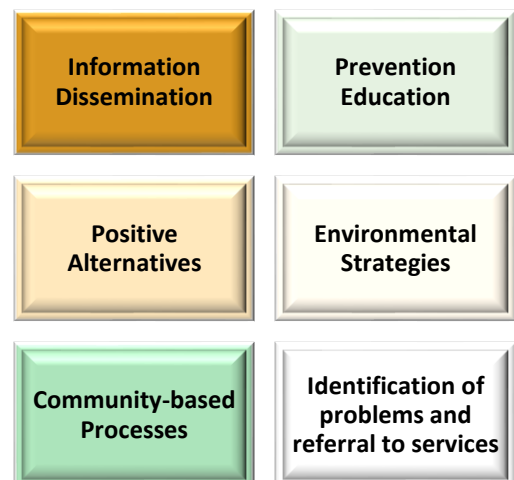 Information
Dissemination
Prevention
Education
Positive
Alternatives
Environmental
Strategies
Community-based
Processes
Identification of
problems and
referral to services